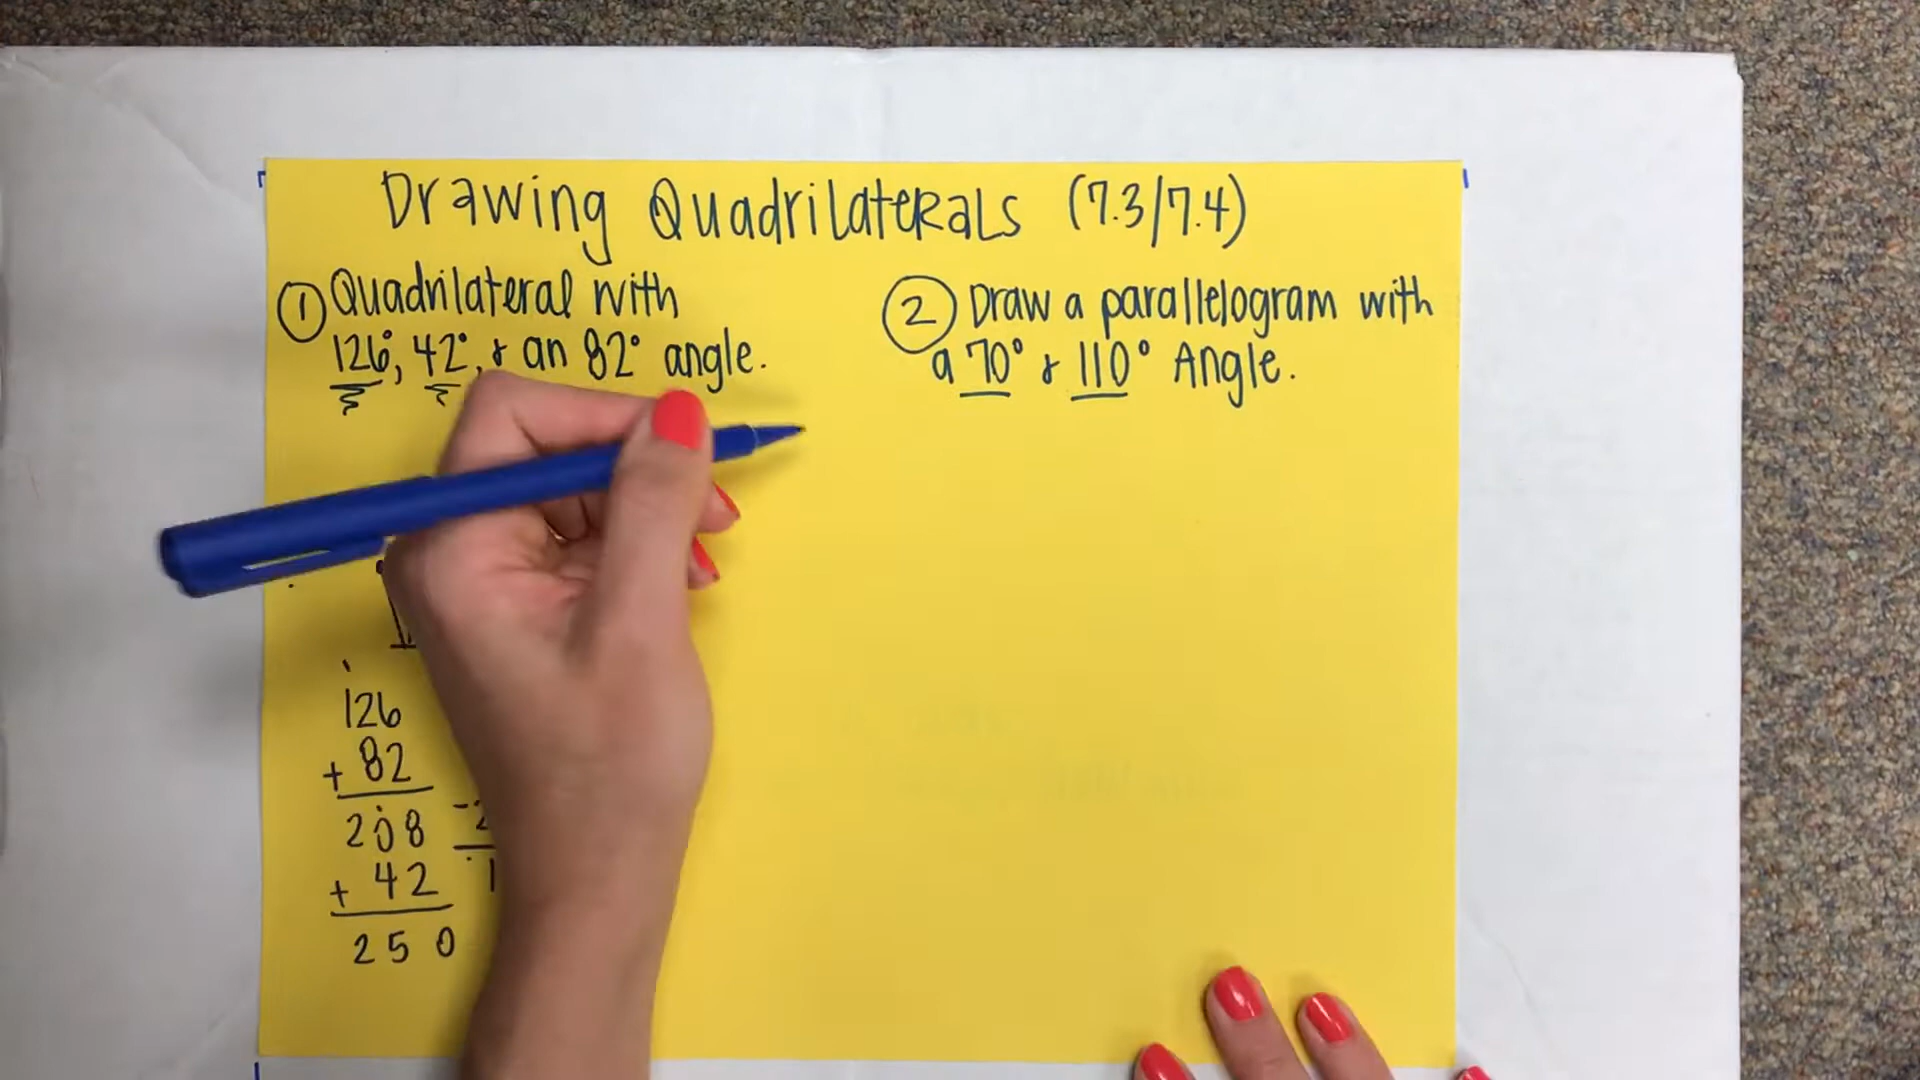 Drawing Quadrilaterals (7.3/7.4)
① Quadrilateral with
126°, 42°, & an 82° angle.
② Draw a parallelogram with
a 70° & 110° Angle.
126
+ 82
208
+ 42
250